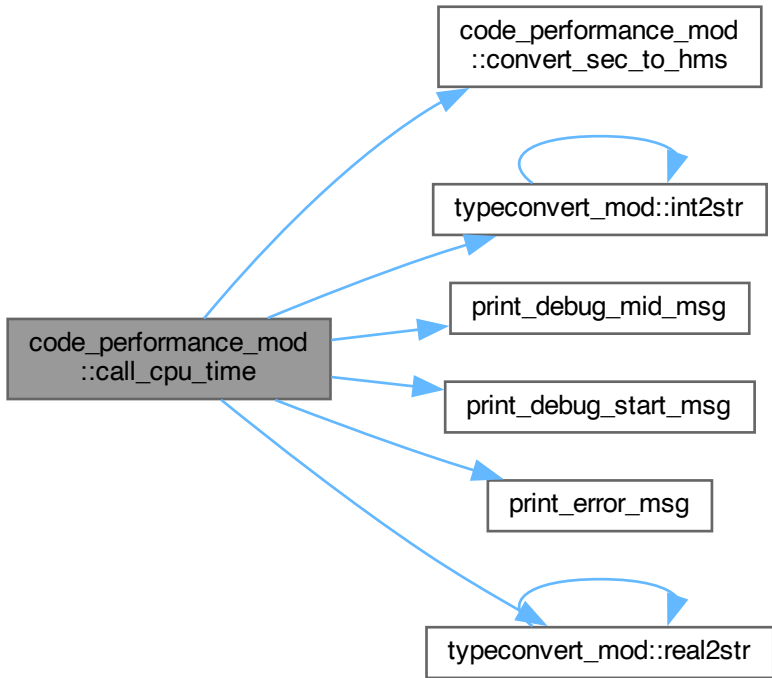 code_performance_mod
::convert_sec_to_hms
typeconvert_mod::int2str
print_debug_mid_msg
code_performance_mod
::call_cpu_time
print_debug_start_msg
print_error_msg
typeconvert_mod::real2str